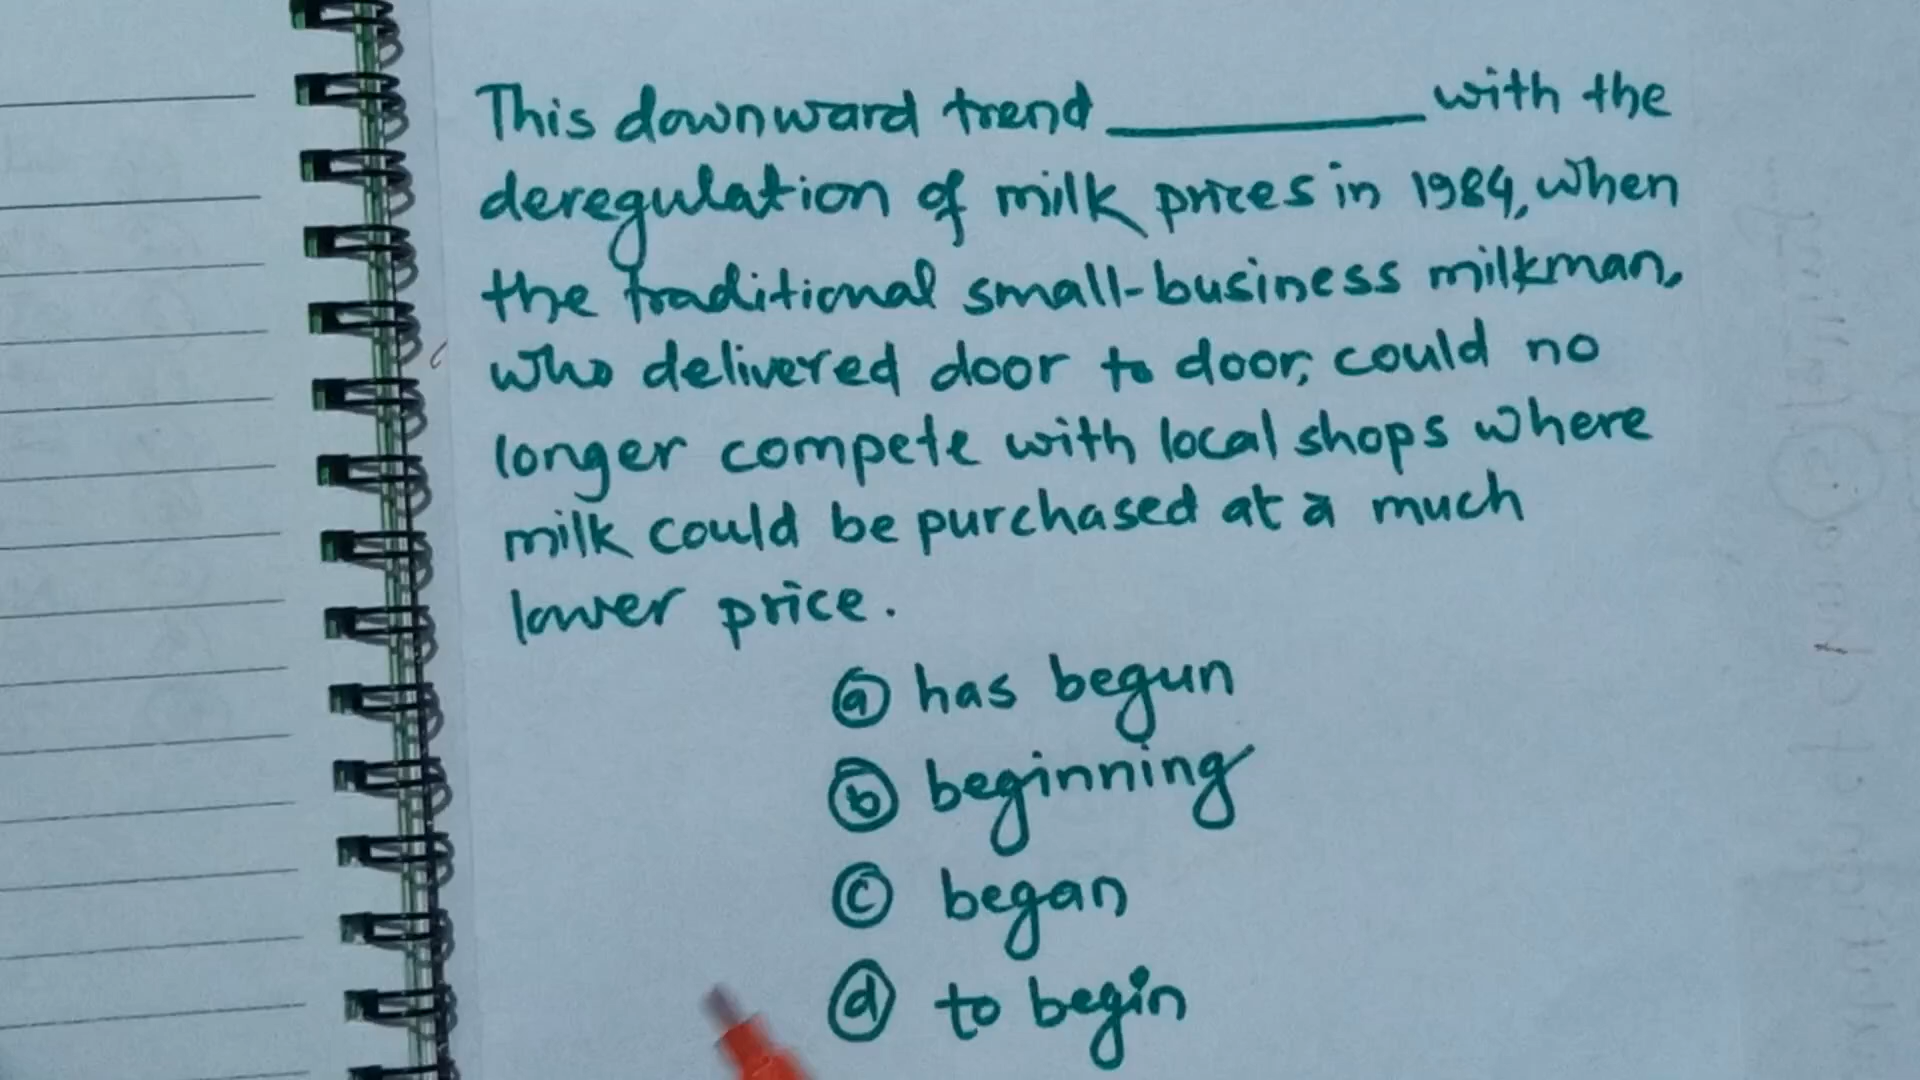 This downward trend __________ with the
deregulation of milk prices in 1984, when
the traditional small-business milkman,
who delivered door to door, could no
longer compete with local shops where
milk could be purchased at a much
lower price.
ⓐ has begun
ⓑ beginning
ⓒ began
ⓓ to begin